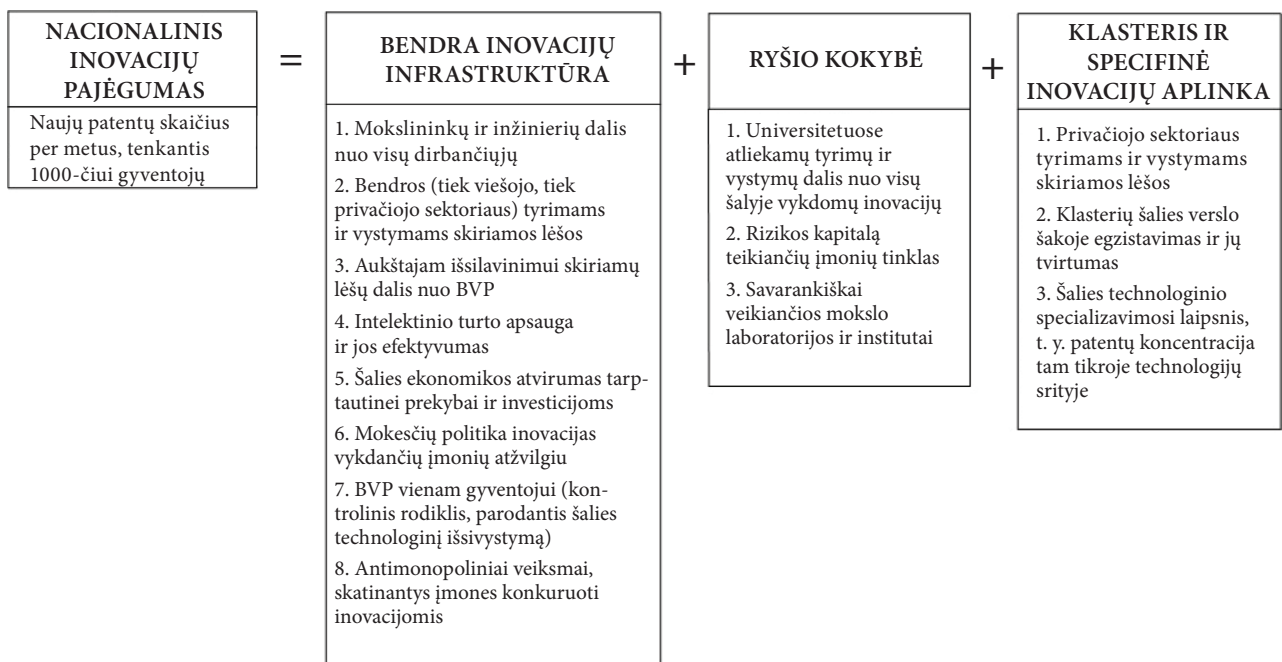 NACIONALINIS
INOVACIJŲ
PAJĖGUMAS
Naujų patentų skaičius
per metus, tenkantis
1000-čiui gyventojų
=
BENDRA INOVACIJŲ
INFRASTRUKTŪRA
1. Mokslininkų ir inžinierių dalis
nuo visų dirbančiųjų
2. Bendros (tiek viešojo, tiek
privačiojo sektoriaus) tyrimams
ir vystymams skiriamos lėšos
3. Aukštajam išsilavinimui skiriamų
lėšų dalis nuo BVP
4. Intelektinio turto apsauga
ir jos efektyvumas
5. Šalies ekonomikos atvirumas tarp-
tautinei prekybai ir investicijoms
6. Mokesčių politika inovacijas
vykdančių įmonių atžvilgiu
7. BVP vienam gyventojui (kon-
trolinis rodiklis, parodantis šalies
technologinį išsivystymą)
8. Antimonopoliniai veiksmai,
skatinantys įmones konkuruoti
inovacijomis
+
RYŠIO KOKYBĖ
1. Universitetuose
atliekamų tyrimų ir
vystymų dalis nuo visų
šalyje vykdomų inovacijų
2. Rizikos kapitalą
teikiančių įmonių tinklas
3. Savarankiškai
veikiančios mokslo
laboratorijos ir institutai
+
KLASTERIS IR
SPECIFINĖ
INOVACIJŲ APLINKA
1. Privačiojo sektoriaus
tyrimams ir vystymams
skiriamos lėšos
2. Klasterių šalies verslo
šakoje egzistavimas ir jų
tvirtumas
3. Šalies technologinio
specializavimosi laipsnis,
t. y. patentų koncentracija
tam tikroje technologijų
srityje